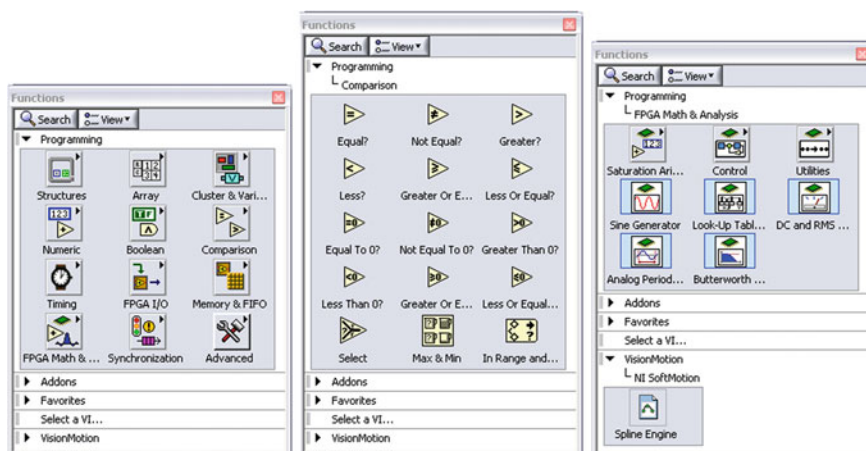 Functions
Search View
Programming
Structures Array Cluster & Vari...
Numeric Boolean Comparison
Timing FPGA I/O Memory & FIFO
FPGA Math & ... Synchronization Advanced
Addons
Favorites
Select a VI...
VisionMotion
Functions
Search View
Programming
Comparison
Equal? Not Equal? Greater?
Less? Greater Or E... Less Or Equal?
Equal To 0? Not Equal To 0? Greater Than 0?
Less Than 0? Greater Or E... Less Or Equal...
Select Max & Min In Range and...
Addons
Favorites
Select a VI...
VisionMotion
Functions
Search View
Programming
FPGA Math & Analysis
Saturation Ari... Control Utilities
Sine Generator Look-Up Tabl... DC and RMS ...
Analog Period... Butterworth ...
Addons
Favorites
Select a VI...
VisionMotion
NI SoftMotion
Spline Engine